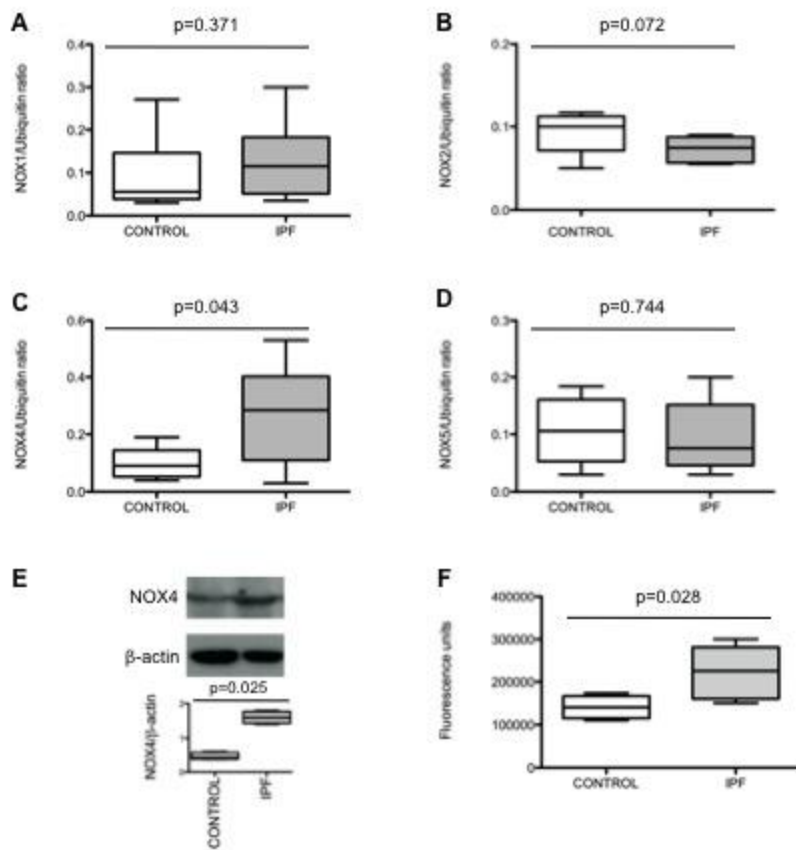 A
p=0.371
NOX1/Ubiquitin ratio
0.4
0.3
0.2
0.1
0.0
CONTROL
IPF
B
p=0.072
NOX2/Ubiquitin ratio
0.2
0.1
0.0
CONTROL
IPF
C
p=0.043
NOX4/Ubiquitin ratio
0.6
0.4
0.2
0.0
CONTROL
IPF
D
p=0.744
NOX5/Ubiquitin ratio
0.3
0.2
0.1
0.0
CONTROL
IPF
E
NOX4
β-actin
p=0.025
NOX4/β-actin
2
1
0
CONTROL
IPF
F
p=0.028
Fluorescence units
400000
300000
200000
100000
0
CONTROL
IPF